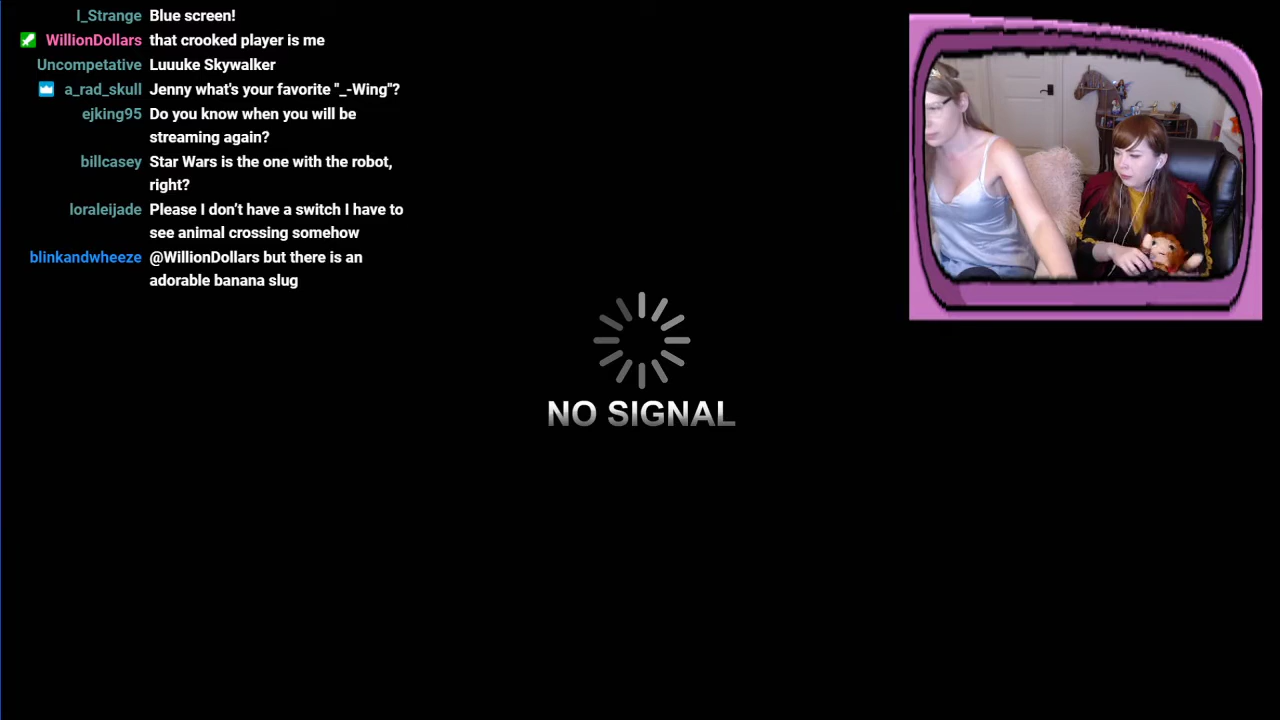 I_Strange Blue screen!
WillionDollars that crooked player is me
Uncompetative Luuuke Skywalker
a_rad_skull Jenny what's your favorite "_-Wing"?
ejking95 Do you know when you will be
streaming again?
billcasey Star Wars is the one with the robot,
right?
loraleijade Please I don't have a switch I have to
see animal crossing somehow
blinkandwheeze @WillionDollars but there is an
adorable banana slug
NO SIGNAL